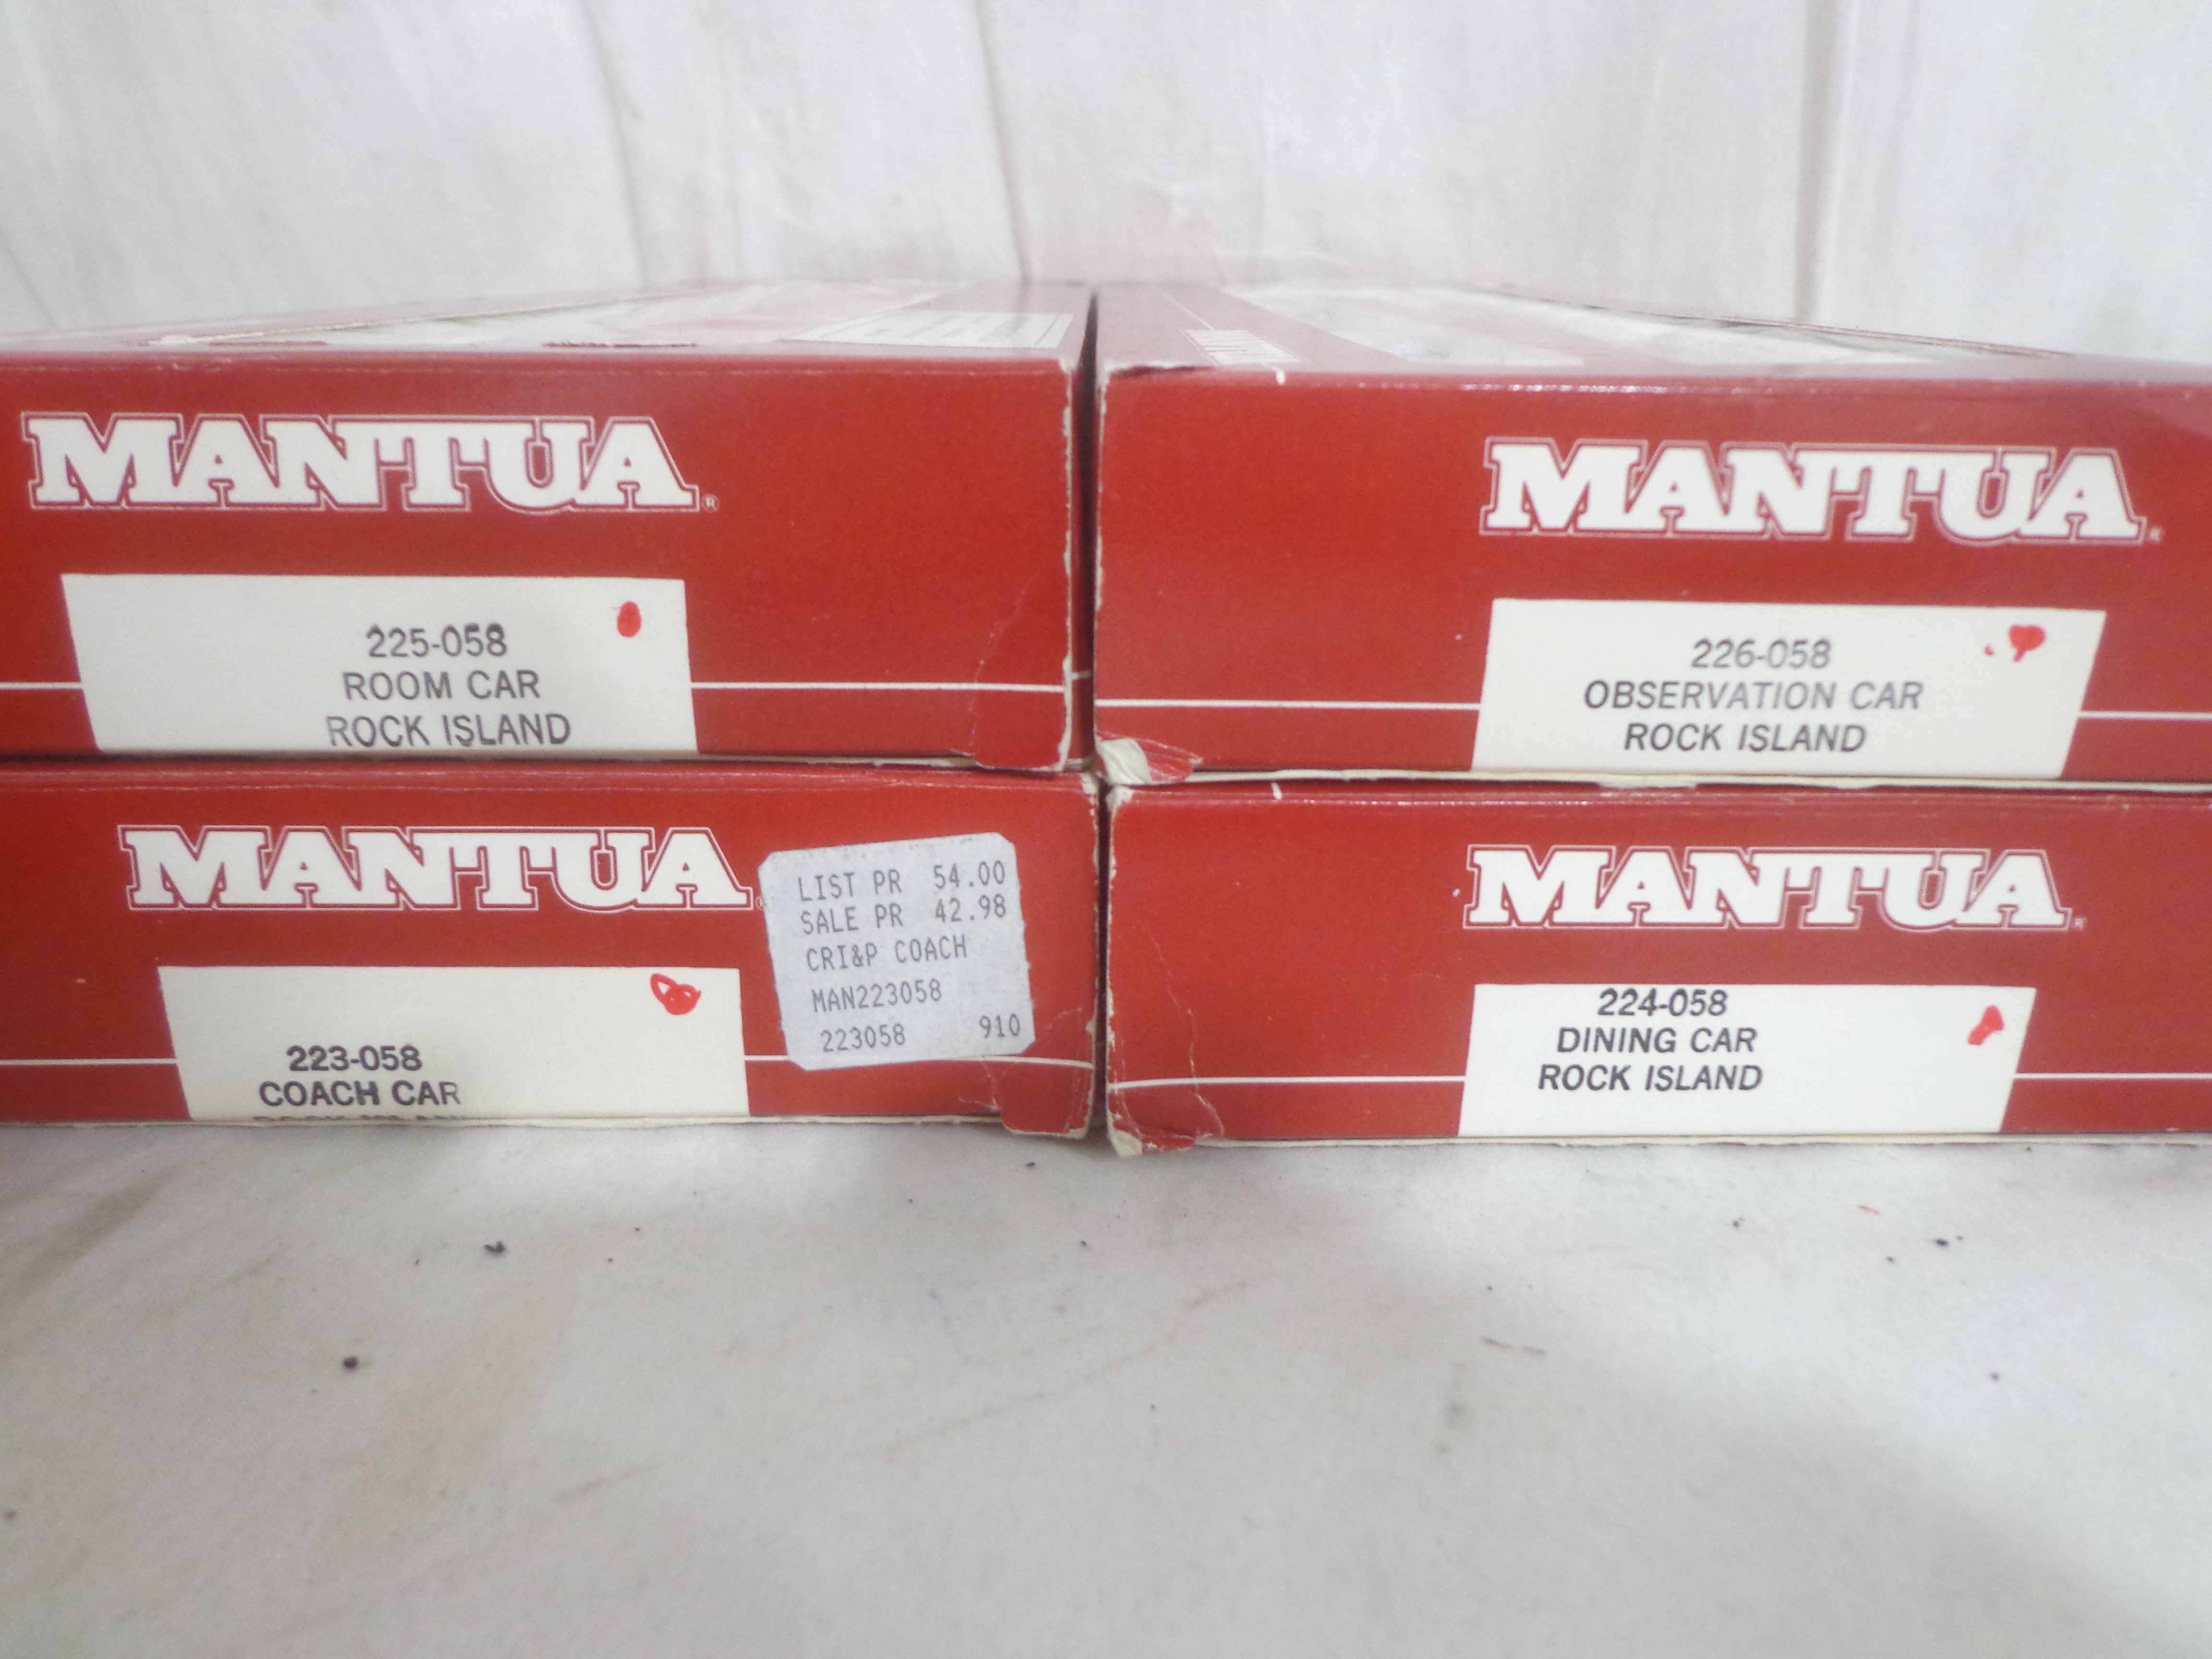 MANTUA®
225-058
ROOM CAR
ROCK ISLAND
MANTUA
226-058
OBSERVATION CAR
ROCK ISLAND
MANTUA
223-058
COACH CAR
LIST PR 54.00
SALE PR 42.98
CRI&P COACH
MAN223058
223058 910
MANTUA
224-058
DINING CAR
ROCK ISLAND